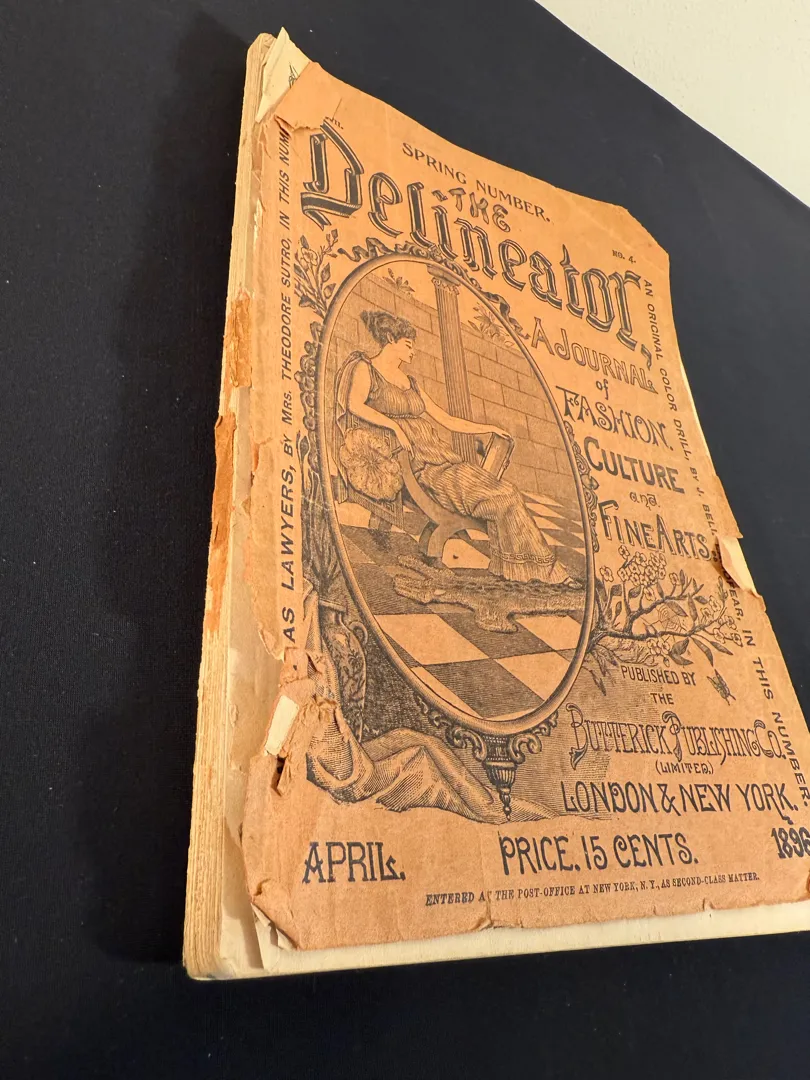 VII.
SPRING NUMBER.
NO. 4.
THE
Delineator,
A JOURNAL
of
FASHION,
CULTURE
and
FINE ARTS.
PUBLISHED BY
THE
BUTTERICK PUBLISHING CO.
(LIMITED.)
LONDON & NEW YORK.
APRIL.
PRICE, 15 CENTS.
1896
ENTERED AT THE POST-OFFICE AT NEW YORK, N. Y., AS SECOND-CLASS MATTER.
AS LAWYERS, BY MRS. THEODORE SUTRO, IN THIS NUM
AN ORIGINAL COLOR DRILL, BY J. BEL
IN THIS NUMBER.